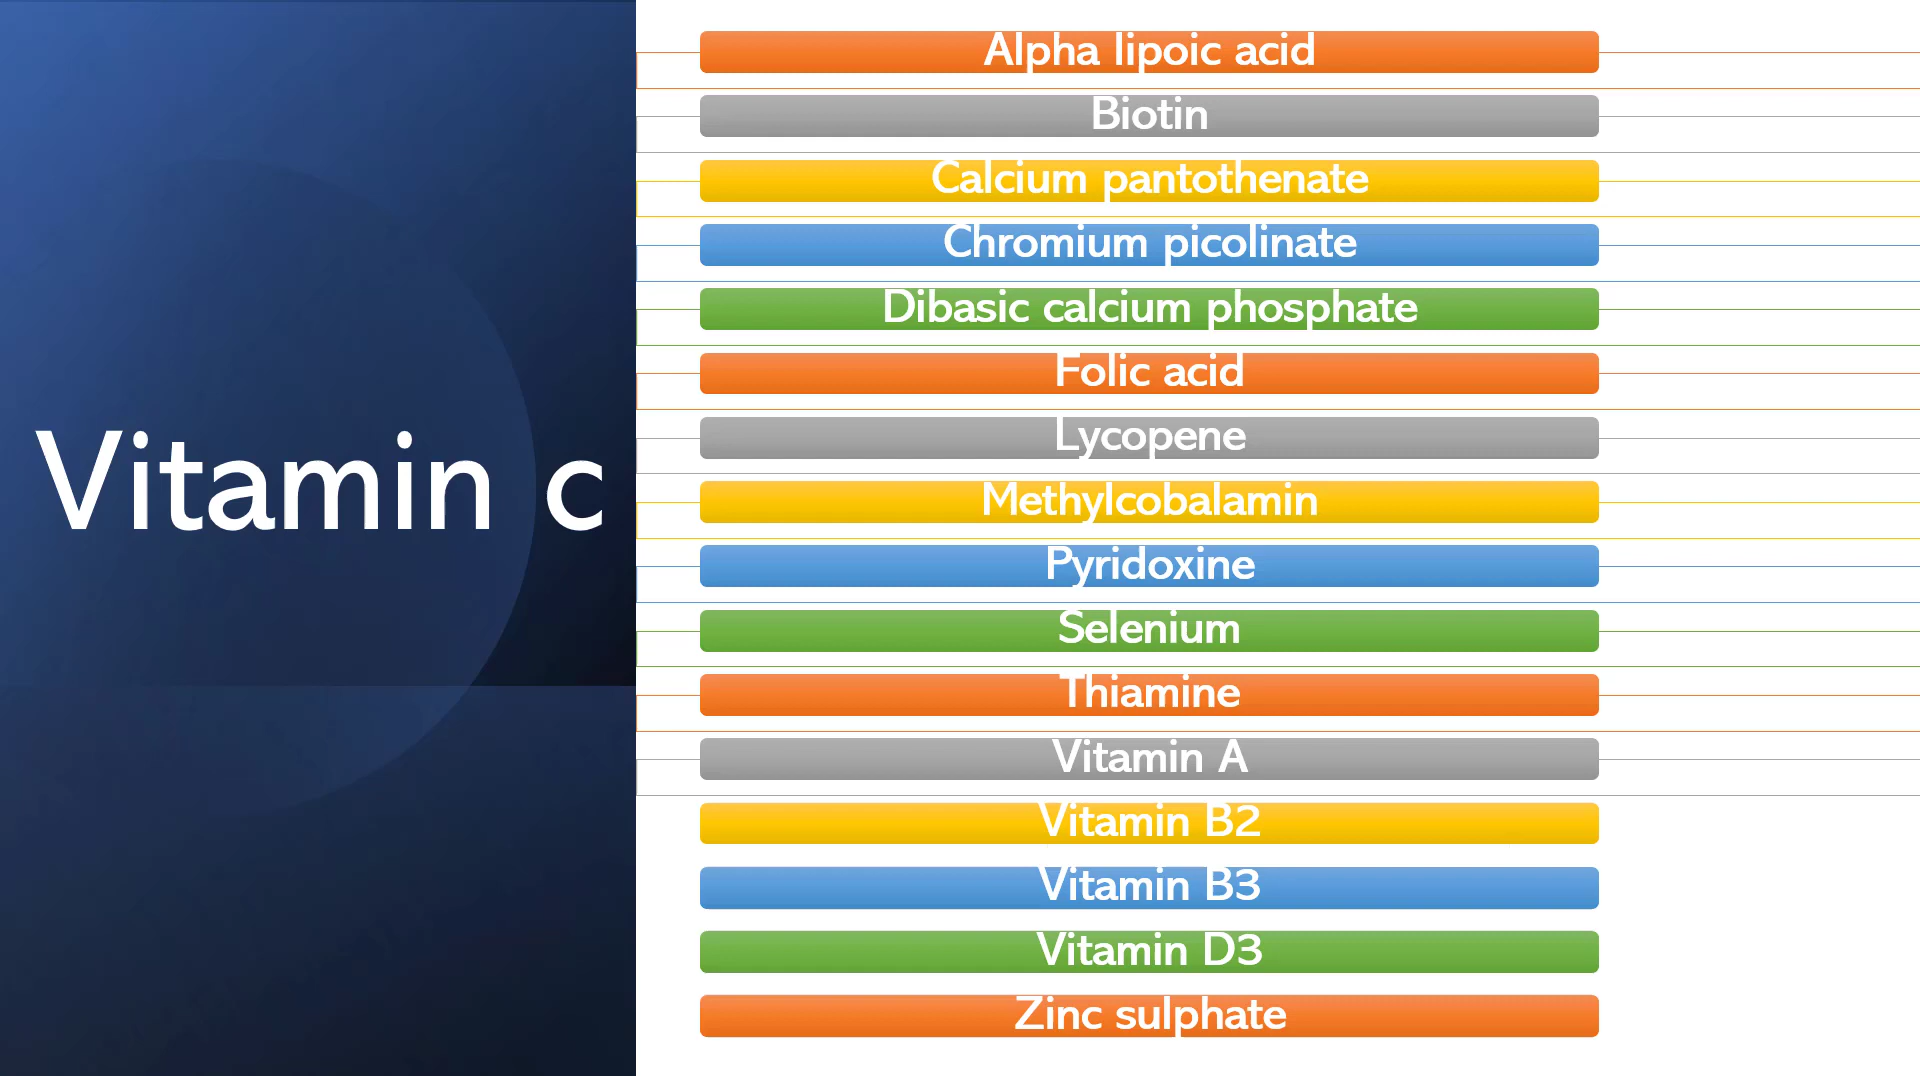 Vitamin c
Alpha lipoic acid
Biotin
Calcium pantothenate
Chromium picolinate
Dibasic calcium phosphate
Folic acid
Lycopene
Methylcobalamin
Pyridoxine
Selenium
Thiamine
Vitamin A
Vitamin B2
Vitamin B3
Vitamin D3
Zinc sulphate